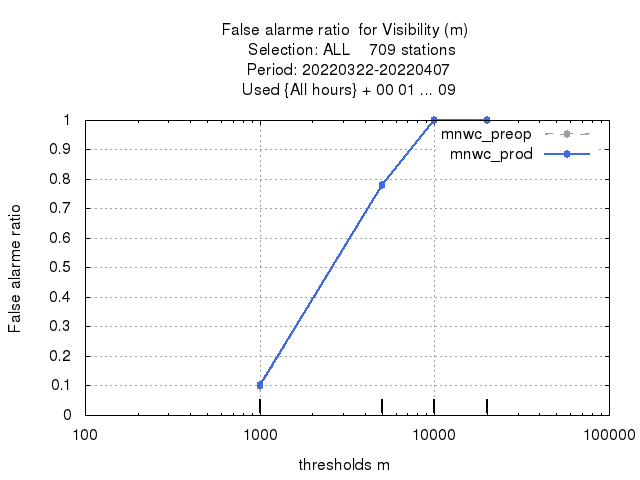 False alarme ratio  for Visibility (m)
Selection: ALL    709 stations
Period: 20220322-20220407
Used {All hours} + 00 01 ... 09
1
0.9
0.8
0.7
0.6
0.5
0.4
0.3
0.2
0.1
0
False alarme ratio
mnwc_preop
mnwc_prod
100
1000
10000
100000
thresholds m